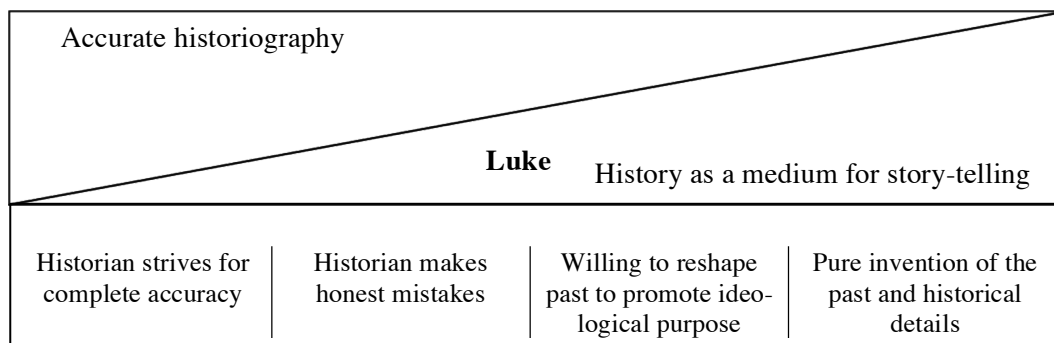 Accurate historiography
Luke
History as a medium for story-telling
Historian strives for
complete accuracy
Historian makes
honest mistakes
Willing to reshape
past to promote ideo-
logical purpose
Pure invention of the
past and historical
details